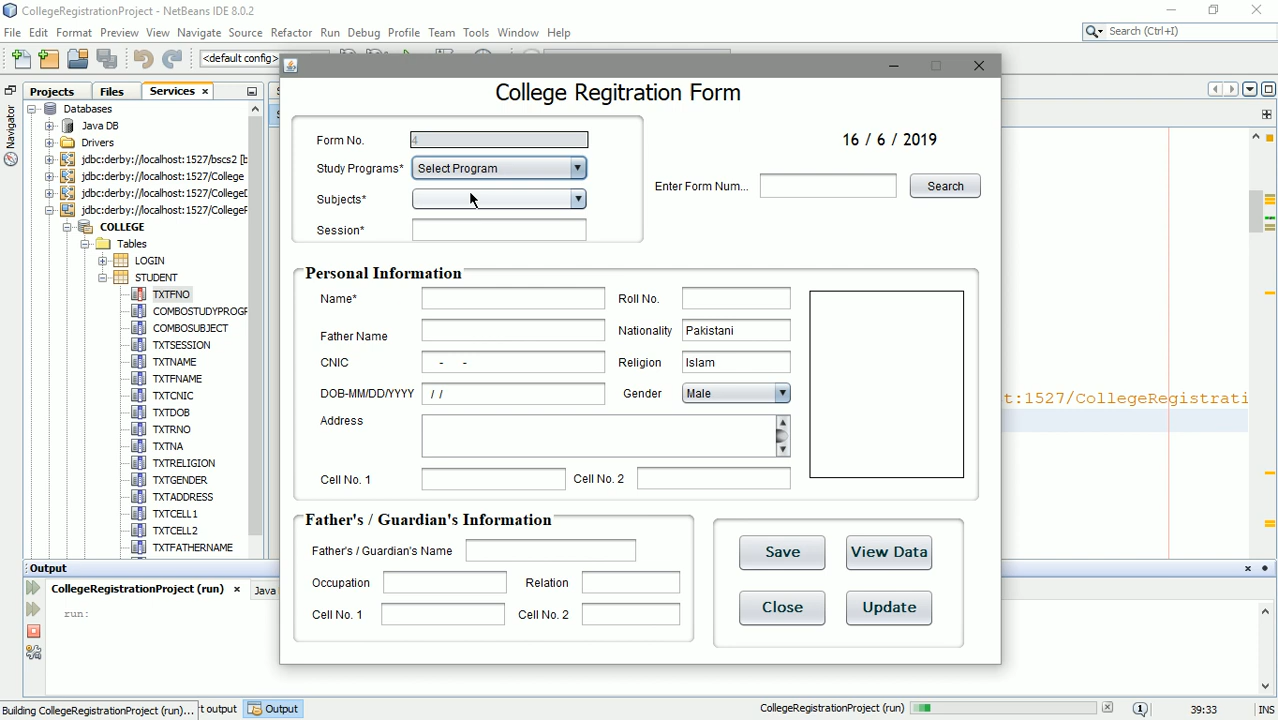 CollegeRegistrationProject - NetBeans IDE 8.0.2
File Edit Format Preview View Navigate Source Refactor Run Debug Profile Team Tools Window Help
Search (Ctrl+I)
<default config>
Projects Files Services
Navigator
Databases
Java DB
Drivers
jdbc:derby://localhost:1527/bscs2 [b
jdbc:derby://localhost:1527/College
jdbc:derby://localhost:1527/College
jdbc:derby://localhost:1527/College
COLLEGE
Tables
LOGIN
STUDENT
TXTFNO
COMBOSTUDYPROGR
COMBOSUBJECT
TXTSESSION
TXTNAME
TXTFNAME
TXTCNIC
TXTDOB
TXTRNO
TXTNA
TXTRELIGION
TXTGENDER
TXTADDRESS
TXTCELL1
TXTCELL2
TXTFATHERNAME
College Regitration Form
Form No. 4
16 / 6 / 2019
Study Programs* Select Program
Enter Form Num... Search
Subjects*
Session*
Personal Information
Name* Roll No.
Father Name Nationality Pakistani
CNIC - - Religion Islam
DOB-MM/DD/YYYY / / Gender Male
Address
Cell No. 1 Cell No. 2
Father's / Guardian's Information
Father's / Guardian's Name
Occupation Relation
Cell No. 1 Cell No. 2
Save View Data
Close Update
t:1527/CollegeRegistrati
Output
CollegeRegistrationProject (run) Java
run:
Building CollegeRegistrationProject (run)... t output Output CollegeRegistrationProject (run) 39:33 INS